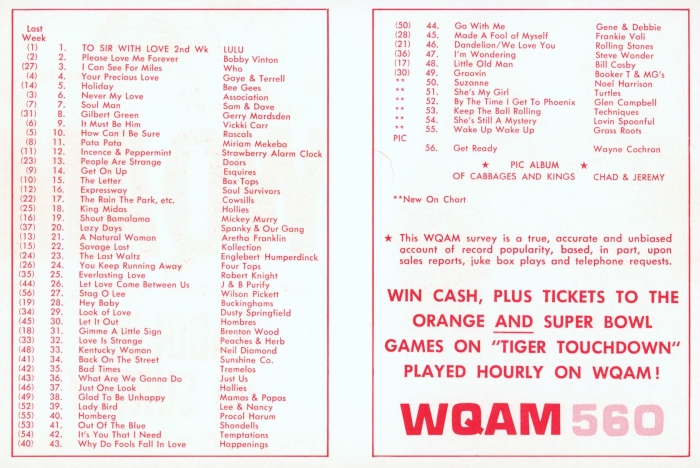 Last
Week
(1) 1. TO SIR WITH LOVE 2nd Wk LULU
(2) 2. Please Love Me Forever Bobby Vinton
(27) 3. I Can See For Miles Who
(4) 4. Your Precious Love Gaye & Terrell
(14) 5. Holiday Bee Gees
(3) 6. Never My Love Association
(7) 7. Soul Man Sam & Dave
(31) 8. Gilbert Green Gerry Mardsden
(6) 9. It Must Be Him Vickki Carr
(5) 10. How Can I Be Sure Rascals
(8) 11. Pata Pata Miriam Mekeba
(11) 12. Incense & Peppermint Strawberry Alarm Clock
(23) 13. People Are Strange Doors
(9) 14. Get On Up Esquires
(10) 15. The Letter Box Tops
(12) 16. Expressway Soul Survivors
(22) 17. The Rain The Park, etc. Cowsills
(25) 18. King Midas Hollies
(16) 19. Shout Bamalama Mickey Murry
(37) 20. Lazy Days Spanky & Our Gang
(13) 21. A Natural Woman Aretha Franklin
(15) 22. Savage Lost Kollection
(24) 23. The Last Waltz Englebert Humperdinck
(26) 24. You Keep Running Away Four Tops
(35) 25. Everlasting Love Robert Knight
(44) 26. Let Love Come Between Us J & B Purify
(56) 27. Stag O Lee Wilson Pickett
(18) 28. Hey Baby Buckinghams
(34) 29. Look of Love Dusty Springfield
(45) 30. Let It Out Hombres
(18) 31. Gimme A Little Sign Brenton Wood
(33) 32. Love Is Strange Peaches & Herb
(48) 33. Kentucky Woman Neil Diamond
(41) 34. Back On The Street Sunshine Co.
(42) 35. Bad Times Tremelos
(43) 36. What Are We Gonna Do Just Us
(46) 37. Just One Look Hollies
(49) 38. Glad To Be Unhappy Mamas & Papas
(52) 39. Lady Bird Lee & Nancy
(55) 40. Homberg Procol Harum
(53) 41. Out Of The Blue Shondells
(54) 42. It's You That I Need Temptations
(40) 43. Why Do Fools Fall In Love Happenings
(50) 44. Go With Me Gene & Debbie
(28) 45. Made A Fool of Myself Frankie Vali
(21) 46. Dandelion/We Love You Rolling Stones
(36) 47. I'm Wandering Steve Wonder
(17) 48. Little Old Man Bill Cosby
(30) 49. Groovin Booker T & MG's
** 50. Suzanne Noel Harrison
** 51. She's My Girl Turtles
** 52. By The Time I Get To Phoenix Glen Campbell
** 53. Keep The Ball Rolling Techniques
** 54. She's Still A Mystery Lovin Spoonful
** 55. Wake Up Wake Up Grass Roots
PIC
56. Get Ready Wayne Cochran
★ PIC ALBUM ★
OF CABBAGES AND KINGS CHAD & JEREMY
**New On Chart
★ This WQAM survey is a true, accurate and unbiased
account of record popularity, based, in part, upon
sales reports, juke box plays and telephone requests.
WIN CASH, PLUS TICKETS TO THE
ORANGE AND SUPER BOWL
GAMES ON "TIGER TOUCHDOWN"
PLAYED HOURLY ON WQAM!
WQAM 560